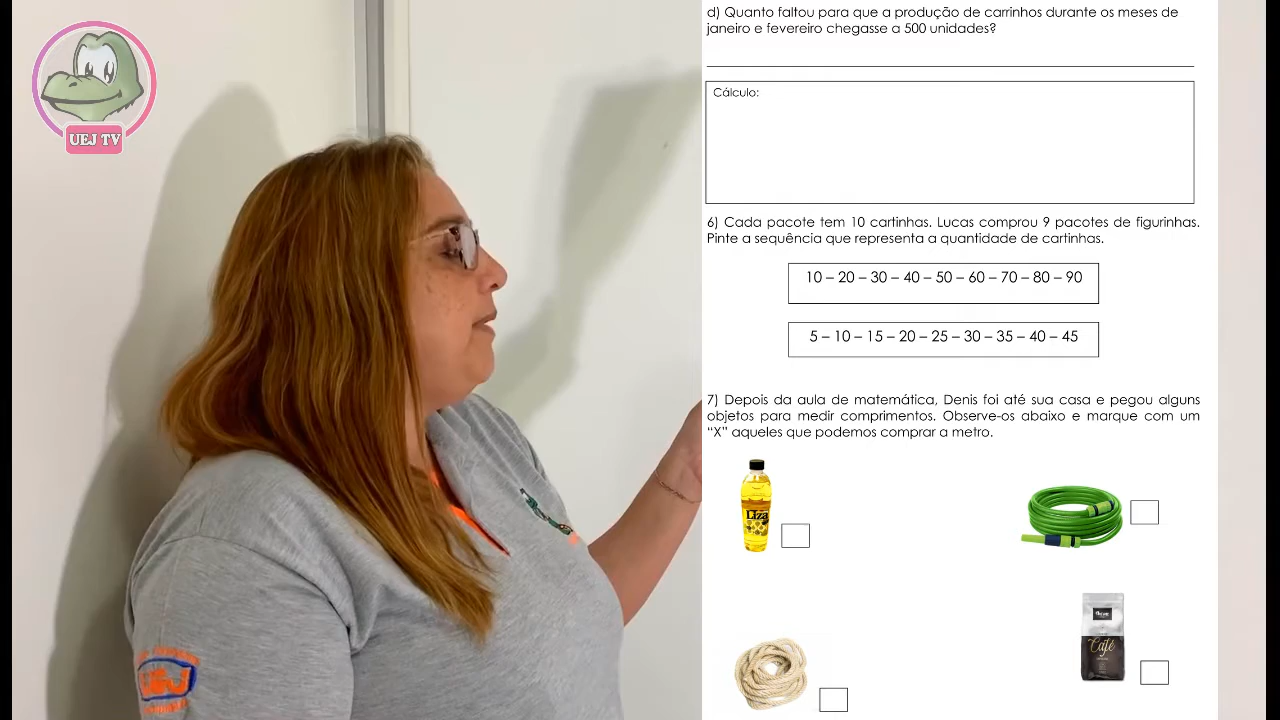 UEJ TV
d) Quanto faltou para que a produção de carrinhos durante os meses de
janeiro e fevereiro chegasse a 500 unidades?
Cálculo:
6) Cada pacote tem 10 cartinhas. Lucas comprou 9 pacotes de figurinhas.
Pinte a sequência que representa a quantidade de cartinhas.
10 – 20 – 30 – 40 – 50 – 60 – 70 – 80 – 90
5 – 10 – 15 – 20 – 25 – 30 – 35 – 40 – 45
7) Depois da aula de matemática, Denis foi até sua casa e pegou alguns
objetos para medir comprimentos. Observe-os abaixo e marque com um
“X” aqueles que podemos comprar a metro.
Liza
Café
UEJ